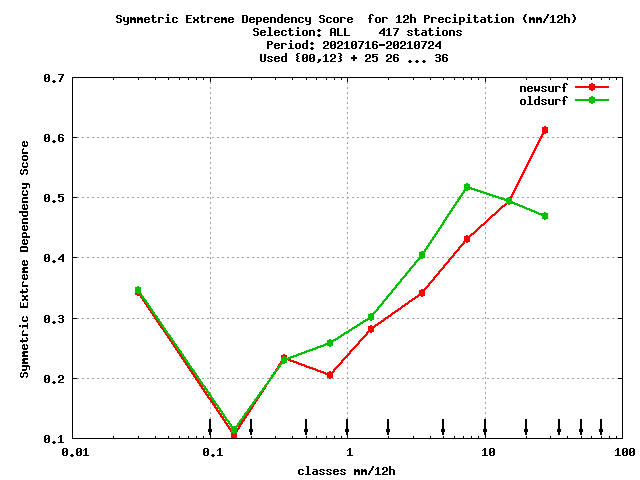 Symmetric Extreme Dependency Score  for 12h Precipitation (mm/12h)
Selection: ALL    417 stations
Period: 20210716-20210724
Used {00,12} + 25 26 ... 36
newsurf
oldsurf
Symmetric Extreme Dependency Score
0.7
0.6
0.5
0.4
0.3
0.2
0.1
0.01 0.1 1 10 100
classes mm/12h